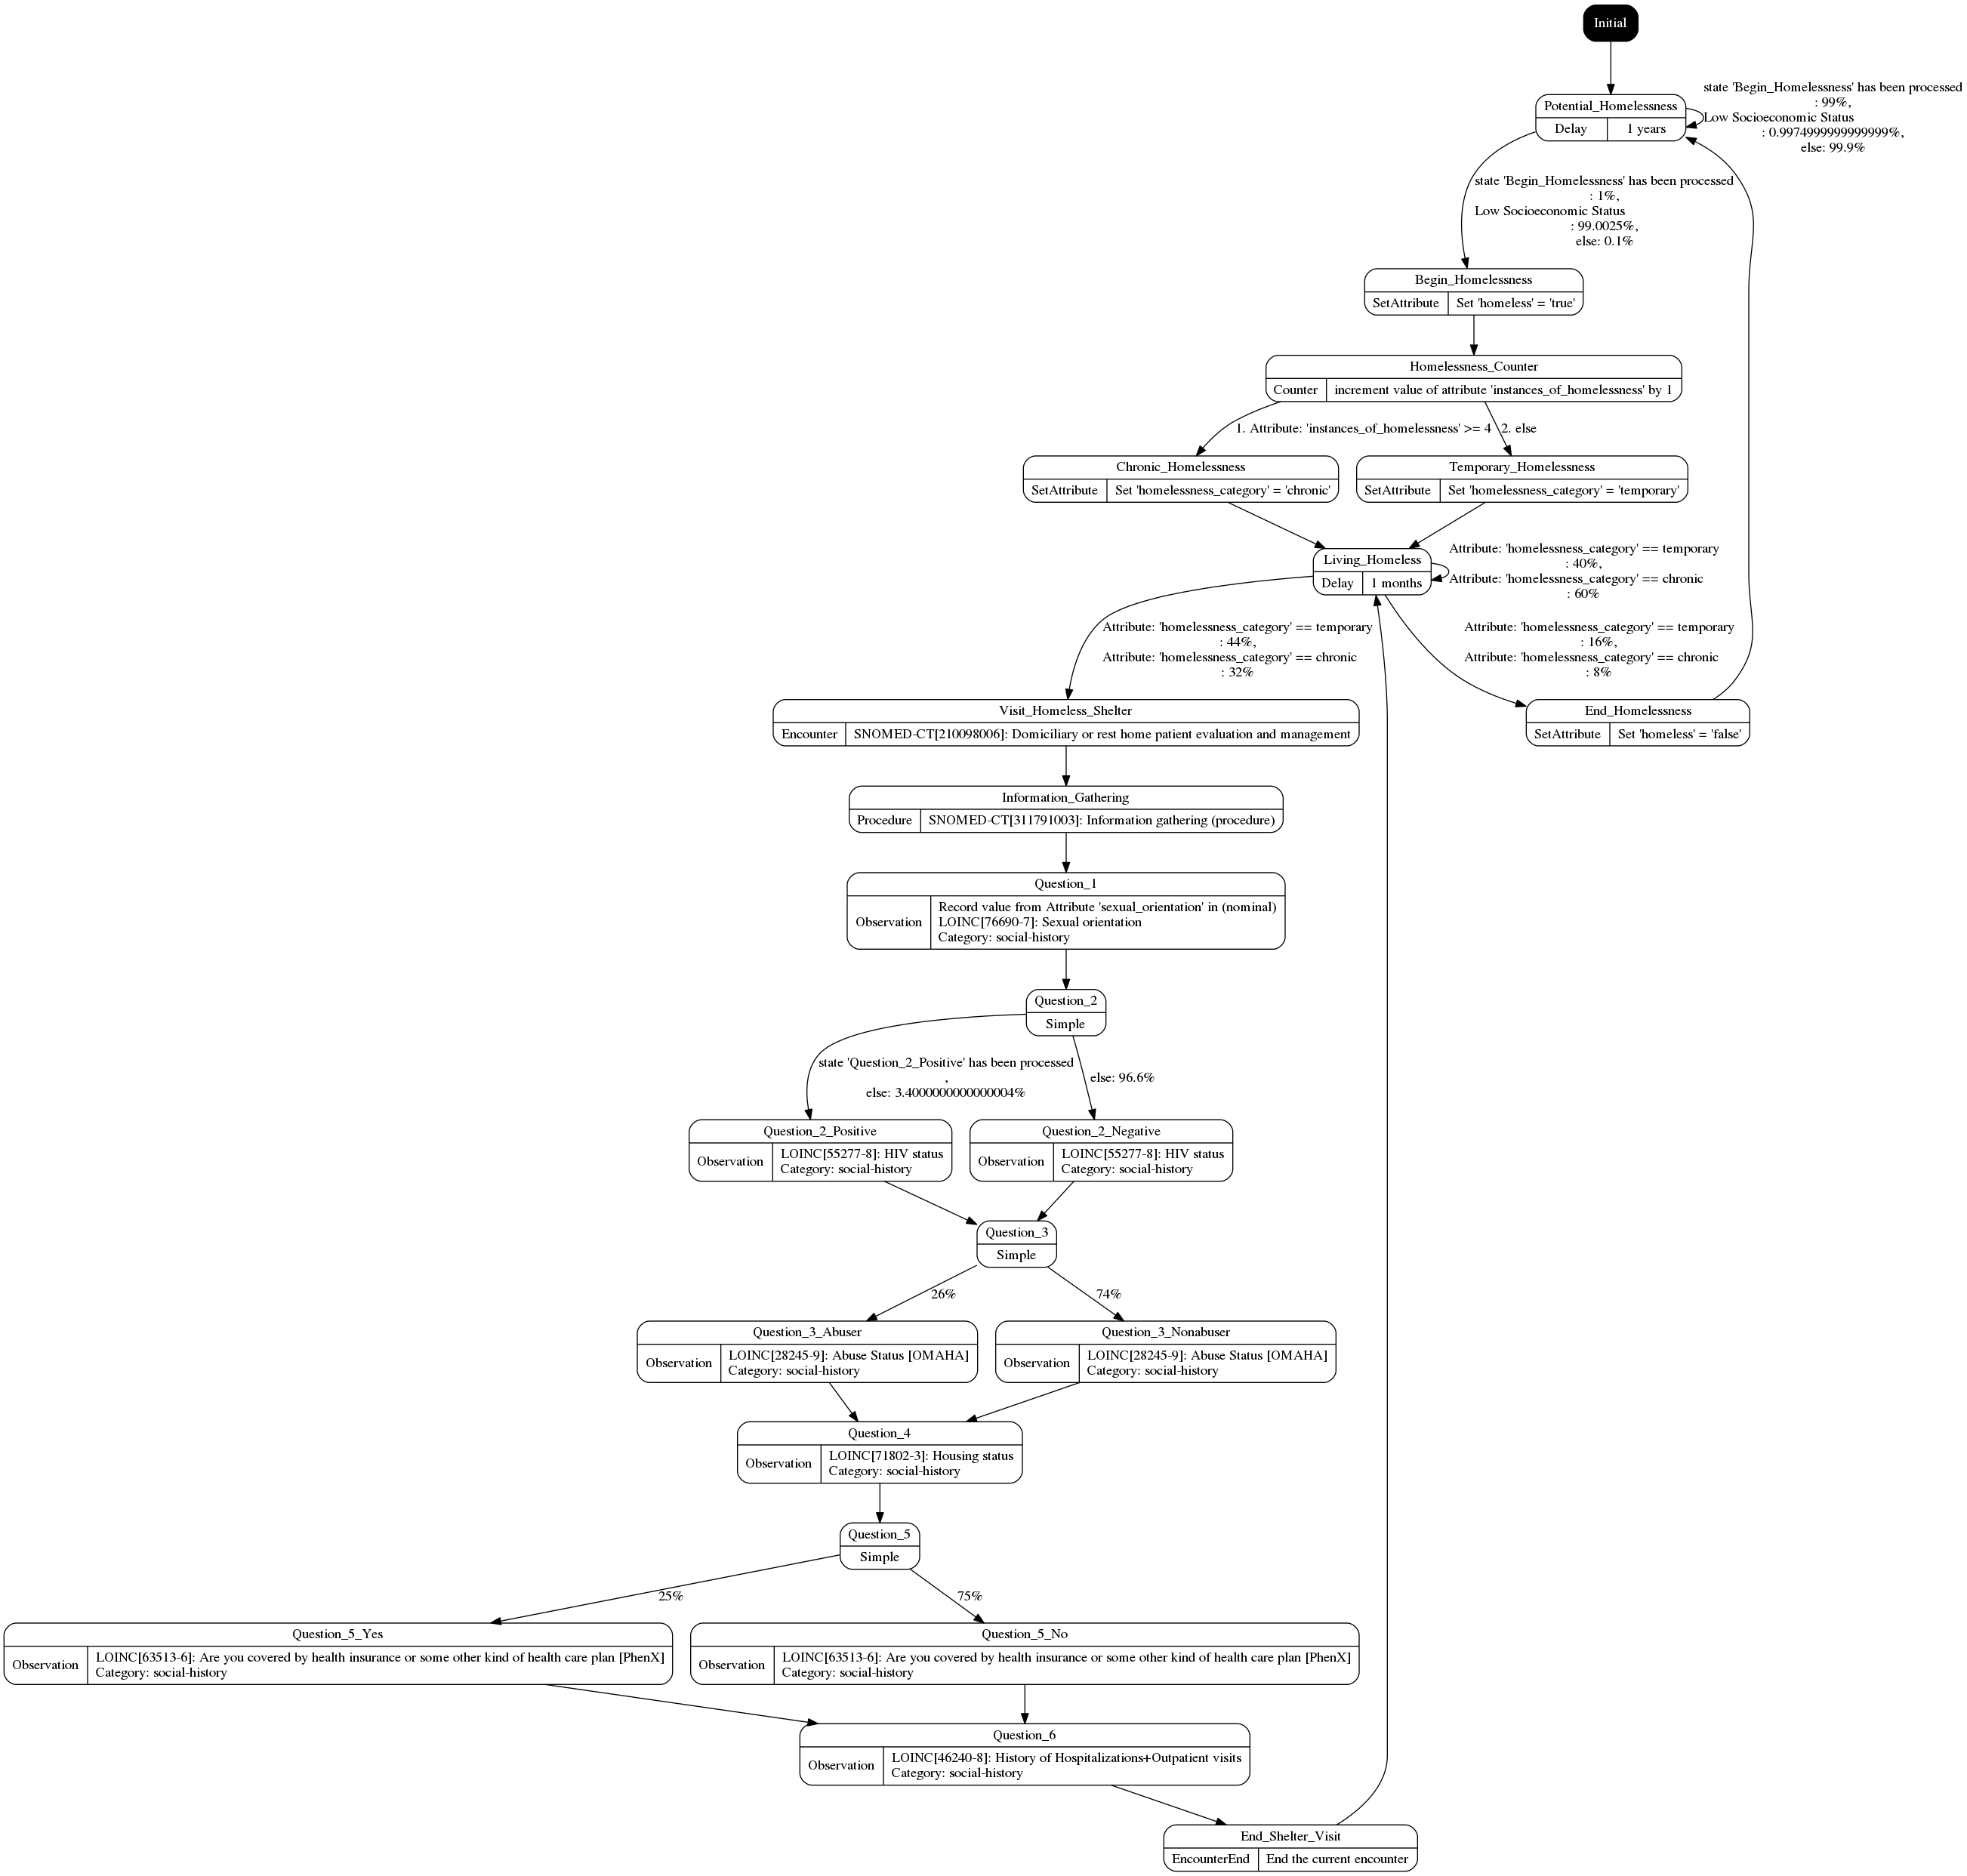 Initial
state 'Begin_Homelessness' has been processed
: 99%,
Low Socioeconomic Status
: 0.9974999999999999%,
else: 99.9%
Potential_Homelessness
Delay 1 years
state 'Begin_Homelessness' has been processed
: 1%,
Low Socioeconomic Status
: 99.0025%,
else: 0.1%
Begin_Homelessness
SetAttribute Set 'homeless' = 'true'
Homelessness_Counter
Counter increment value of attribute 'instances_of_homelessness' by 1
1. Attribute: 'instances_of_homelessness' >= 4 2. else
Chronic_Homelessness
SetAttribute Set 'homelessness_category' = 'chronic'
Temporary_Homelessness
SetAttribute Set 'homelessness_category' = 'temporary'
Living_Homeless
Delay 1 months
Attribute: 'homelessness_category' == temporary
: 40%,
Attribute: 'homelessness_category' == chronic
: 60%
Attribute: 'homelessness_category' == temporary
: 44%,
Attribute: 'homelessness_category' == chronic
: 32%
Attribute: 'homelessness_category' == temporary
: 16%,
Attribute: 'homelessness_category' == chronic
: 8%
Visit_Homeless_Shelter
Encounter SNOMED-CT[210098006]: Domiciliary or rest home patient evaluation and management
End_Homelessness
SetAttribute Set 'homeless' = 'false'
Information_Gathering
Procedure SNOMED-CT[311791003]: Information gathering (procedure)
Question_1
Observation
Record value from Attribute 'sexual_orientation' in (nominal)
LOINC[76690-7]: Sexual orientation
Category: social-history
Question_2
Simple
state 'Question_2_Positive' has been processed
,
else: 3.4000000000000004%
else: 96.6%
Question_2_Positive
Observation
LOINC[55277-8]: HIV status
Category: social-history
Question_2_Negative
Observation
LOINC[55277-8]: HIV status
Category: social-history
Question_3
Simple
26% 74%
Question_3_Abuser
Observation
LOINC[28245-9]: Abuse Status [OMAHA]
Category: social-history
Question_3_Nonabuser
Observation
LOINC[28245-9]: Abuse Status [OMAHA]
Category: social-history
Question_4
Observation
LOINC[71802-3]: Housing status
Category: social-history
Question_5
Simple
25% 75%
Question_5_Yes
Observation
LOINC[63513-6]: Are you covered by health insurance or some other kind of health care plan [PhenX]
Category: social-history
Question_5_No
Observation
LOINC[63513-6]: Are you covered by health insurance or some other kind of health care plan [PhenX]
Category: social-history
Question_6
Observation
LOINC[46240-8]: History of Hospitalizations+Outpatient visits
Category: social-history
End_Shelter_Visit
EncounterEnd End the current encounter